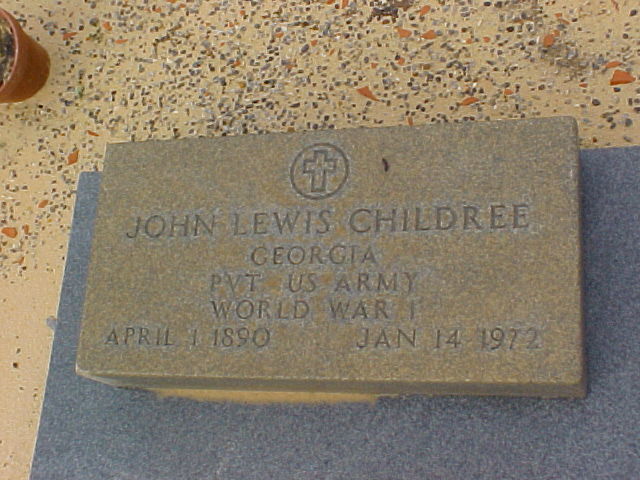 JOHN LEWIS CHILDREE
GEORGIA
PVT US ARMY
WORLD WAR I
APRIL 1 1890 JAN 14 1972